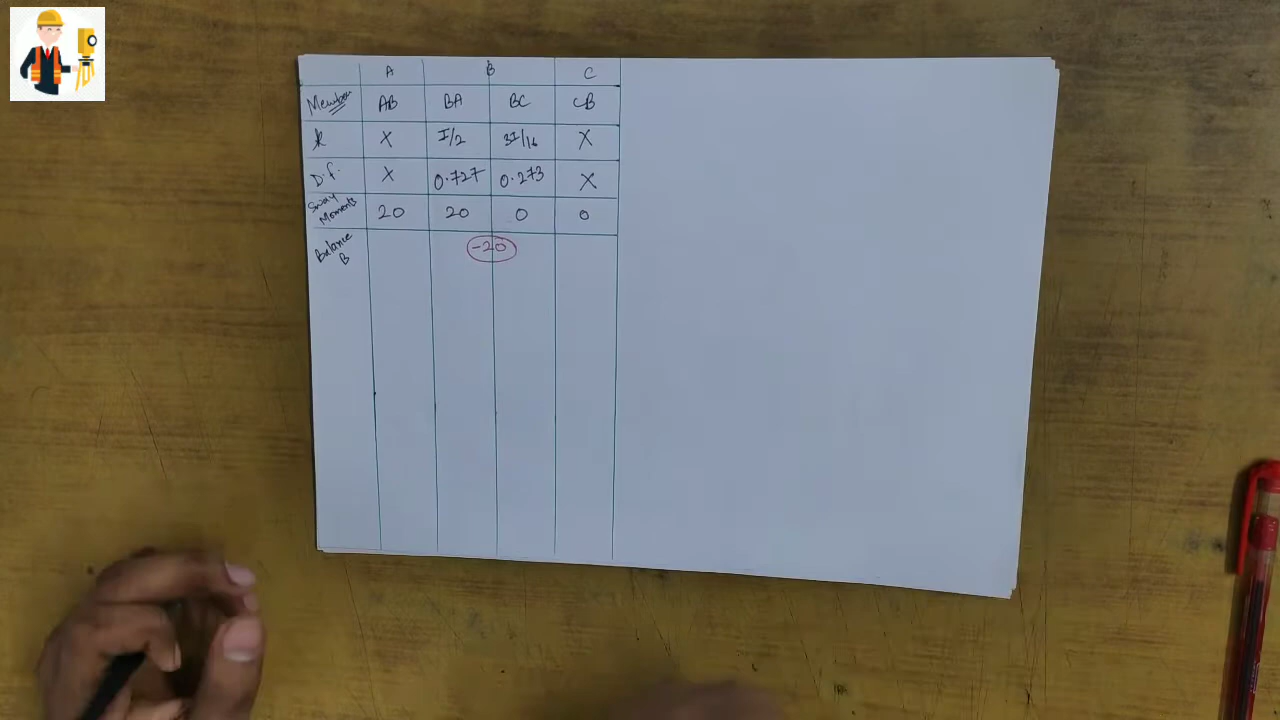 A B C
Member AB BA BC CB
k X I/2 3I/16 X
D.f. X 0.727 0.273 X
Sway Moments 20 20 0 0
Balance B -20